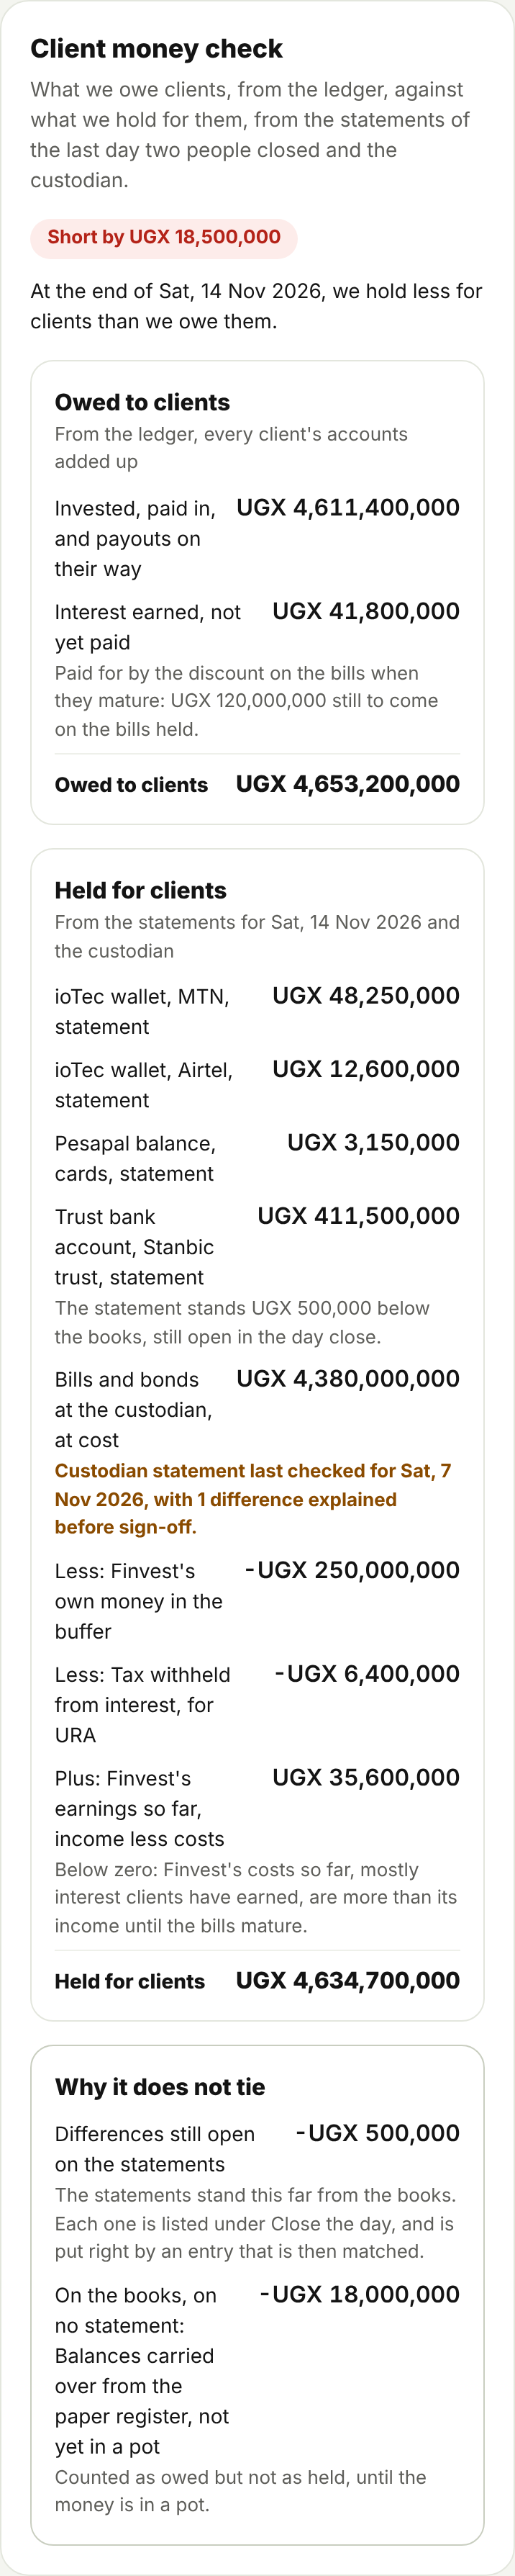 Client money check
What we owe clients, from the ledger, against
what we hold for them, from the statements of
the last day two people closed and the
custodian.
Short by UGX 18,500,000
At the end of Sat, 14 Nov 2026, we hold less for
clients than we owe them.
Owed to clients
From the ledger, every client's accounts
added up
Invested, paid in, UGX 4,611,400,000
and payouts on
their way
Interest earned, not UGX 41,800,000
yet paid
Paid for by the discount on the bills when
they mature: UGX 120,000,000 still to come
on the bills held.
Owed to clients UGX 4,653,200,000
Held for clients
From the statements for Sat, 14 Nov 2026 and
the custodian
ioTec wallet, MTN, UGX 48,250,000
statement
ioTec wallet, Airtel, UGX 12,600,000
statement
Pesapal balance, UGX 3,150,000
cards, statement
Trust bank UGX 411,500,000
account, Stanbic
trust, statement
The statement stands UGX 500,000 below
the books, still open in the day close.
Bills and bonds UGX 4,380,000,000
at the custodian,
at cost
Custodian statement last checked for Sat, 7
Nov 2026, with 1 difference explained
before sign-off.
Less: Finvest's -UGX 250,000,000
own money in the
buffer
Less: Tax withheld -UGX 6,400,000
from interest, for
URA
Plus: Finvest's UGX 35,600,000
earnings so far,
income less costs
Below zero: Finvest's costs so far, mostly
interest clients have earned, are more than its
income until the bills mature.
Held for clients UGX 4,634,700,000
Why it does not tie
Differences still open -UGX 500,000
on the statements
The statements stand this far from the books.
Each one is listed under Close the day, and is
put right by an entry that is then matched.
On the books, on -UGX 18,000,000
no statement:
Balances carried
over from the
paper register, not
yet in a pot
Counted as owed but not as held, until the
money is in a pot.